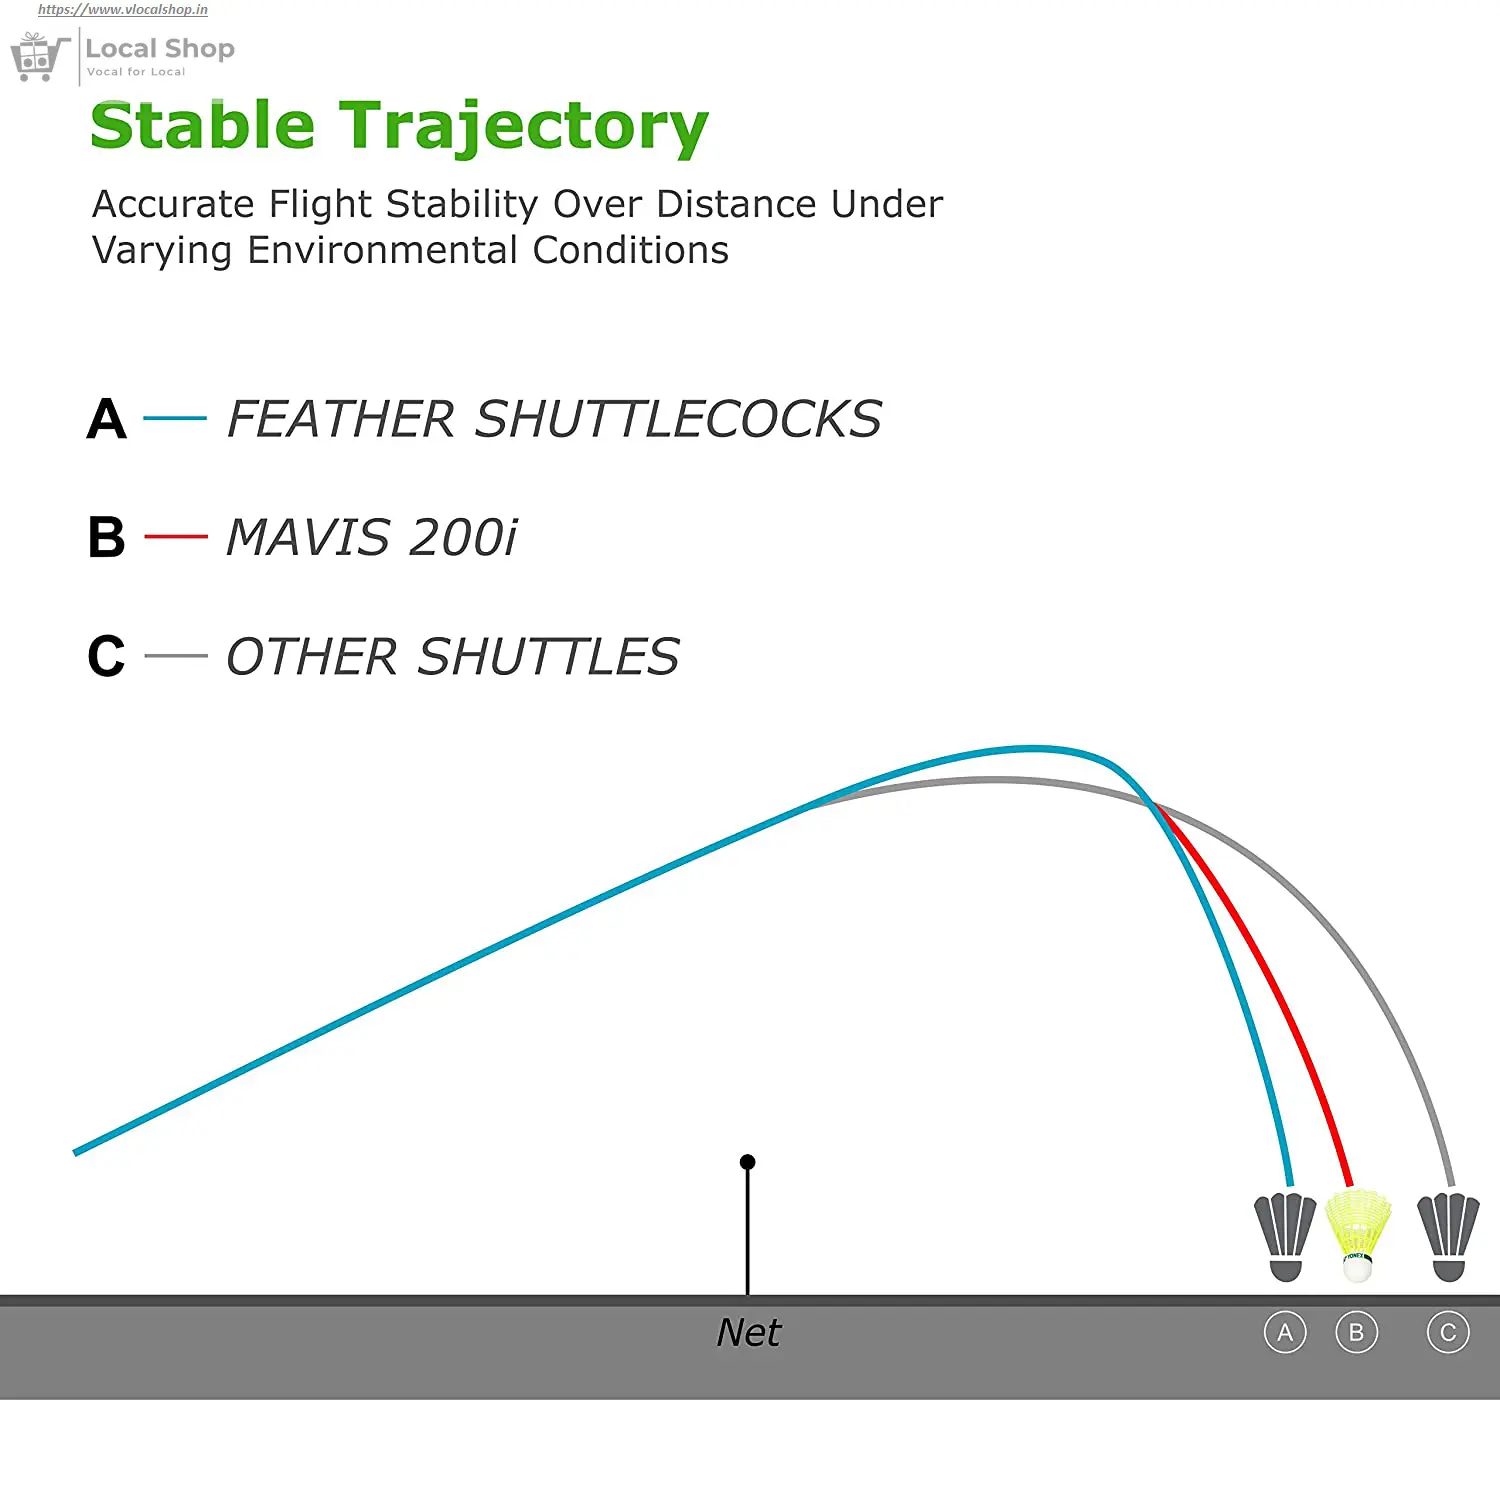 https://www.vlocalshop.in
Local Shop
Vocal for Local
Stable Trajectory
Accurate Flight Stability Over Distance Under
Varying Environmental Conditions
A FEATHER SHUTTLECOCKS
B MAVIS 200i
C OTHER SHUTTLES
YONEX
Net
A B C